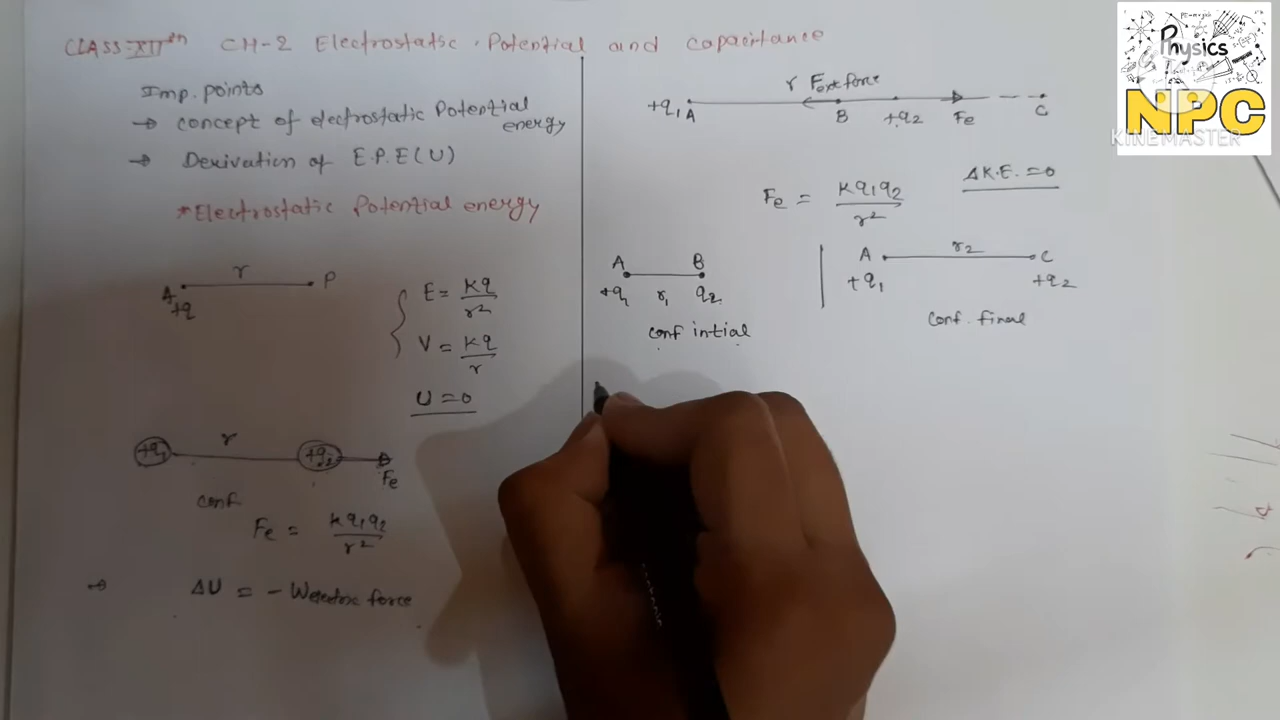 CLASS:-XIIth CH-2 Electrostatic Potential and Capacitance
Imp. points
→ concept of electrostatic Potential energy
→ Derivation of E.P.E(U)
*Electrostatic Potential energy
r
A P
+q
E = Kq/r²
V = Kq/r
U = 0
+q1 r +q2
Fe
conf
Fe = Kq1q2/r²
→ ΔU = - Welectric force
r Fext force
+q1 A B +q2 Fe C
Fe = Kq1q2/r²
ΔK.E. = 0
A B
+q1 r1 q2
conf intial
A r2 C
+q1 +q2
Conf. final
Physics
NPC
KINEMASTER